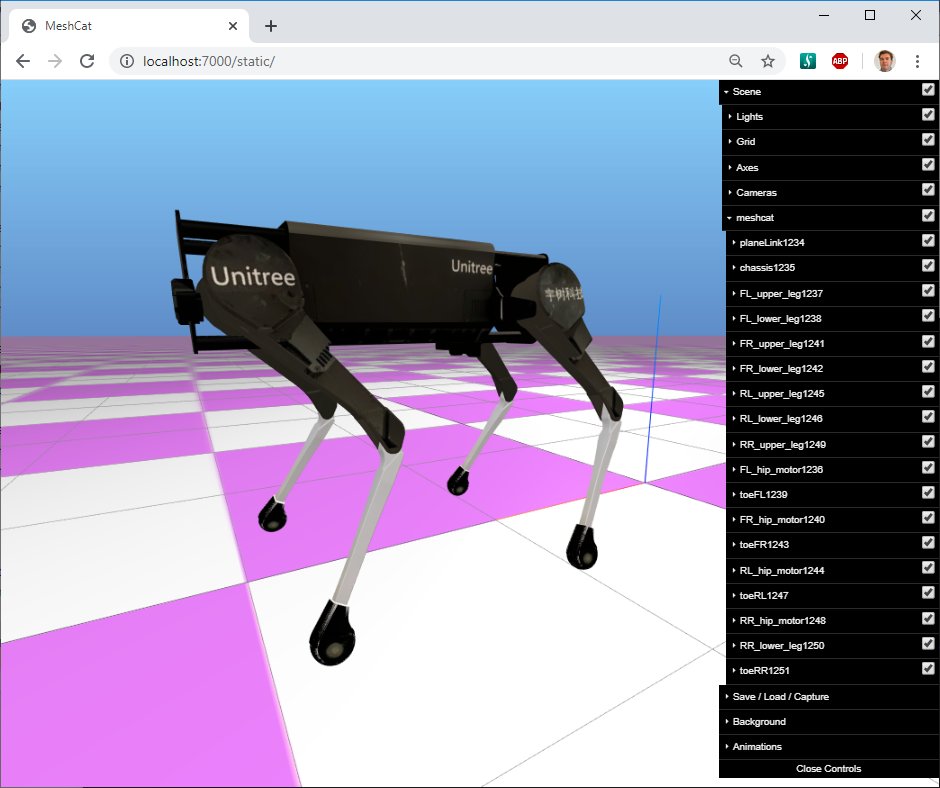 MeshCat
localhost:7000/static/
ABP
Scene
Lights
Grid
Axes
Cameras
meshcat
planeLink1234
chassis1235
FL_upper_leg1237
FL_lower_leg1238
FR_upper_leg1241
FR_lower_leg1242
RL_upper_leg1245
RL_lower_leg1246
RR_upper_leg1249
FL_hip_motor1236
toeFL1239
FR_hip_motor1240
toeFR1243
RL_hip_motor1244
toeRL1247
RR_hip_motor1248
RR_lower_leg1250
toeRR1251
Save / Load / Capture
Background
Animations
Close Controls
Unitree
Unitree
宇树科技